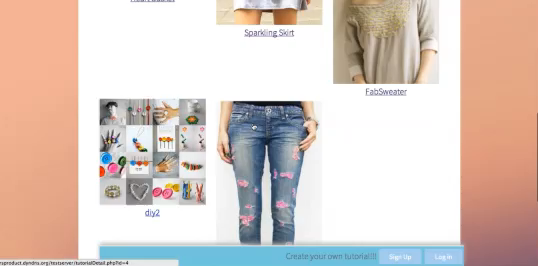 Sparkling Skirt
FabSweater
diy2
Create your own tutorial!!!
Sign Up
Log In